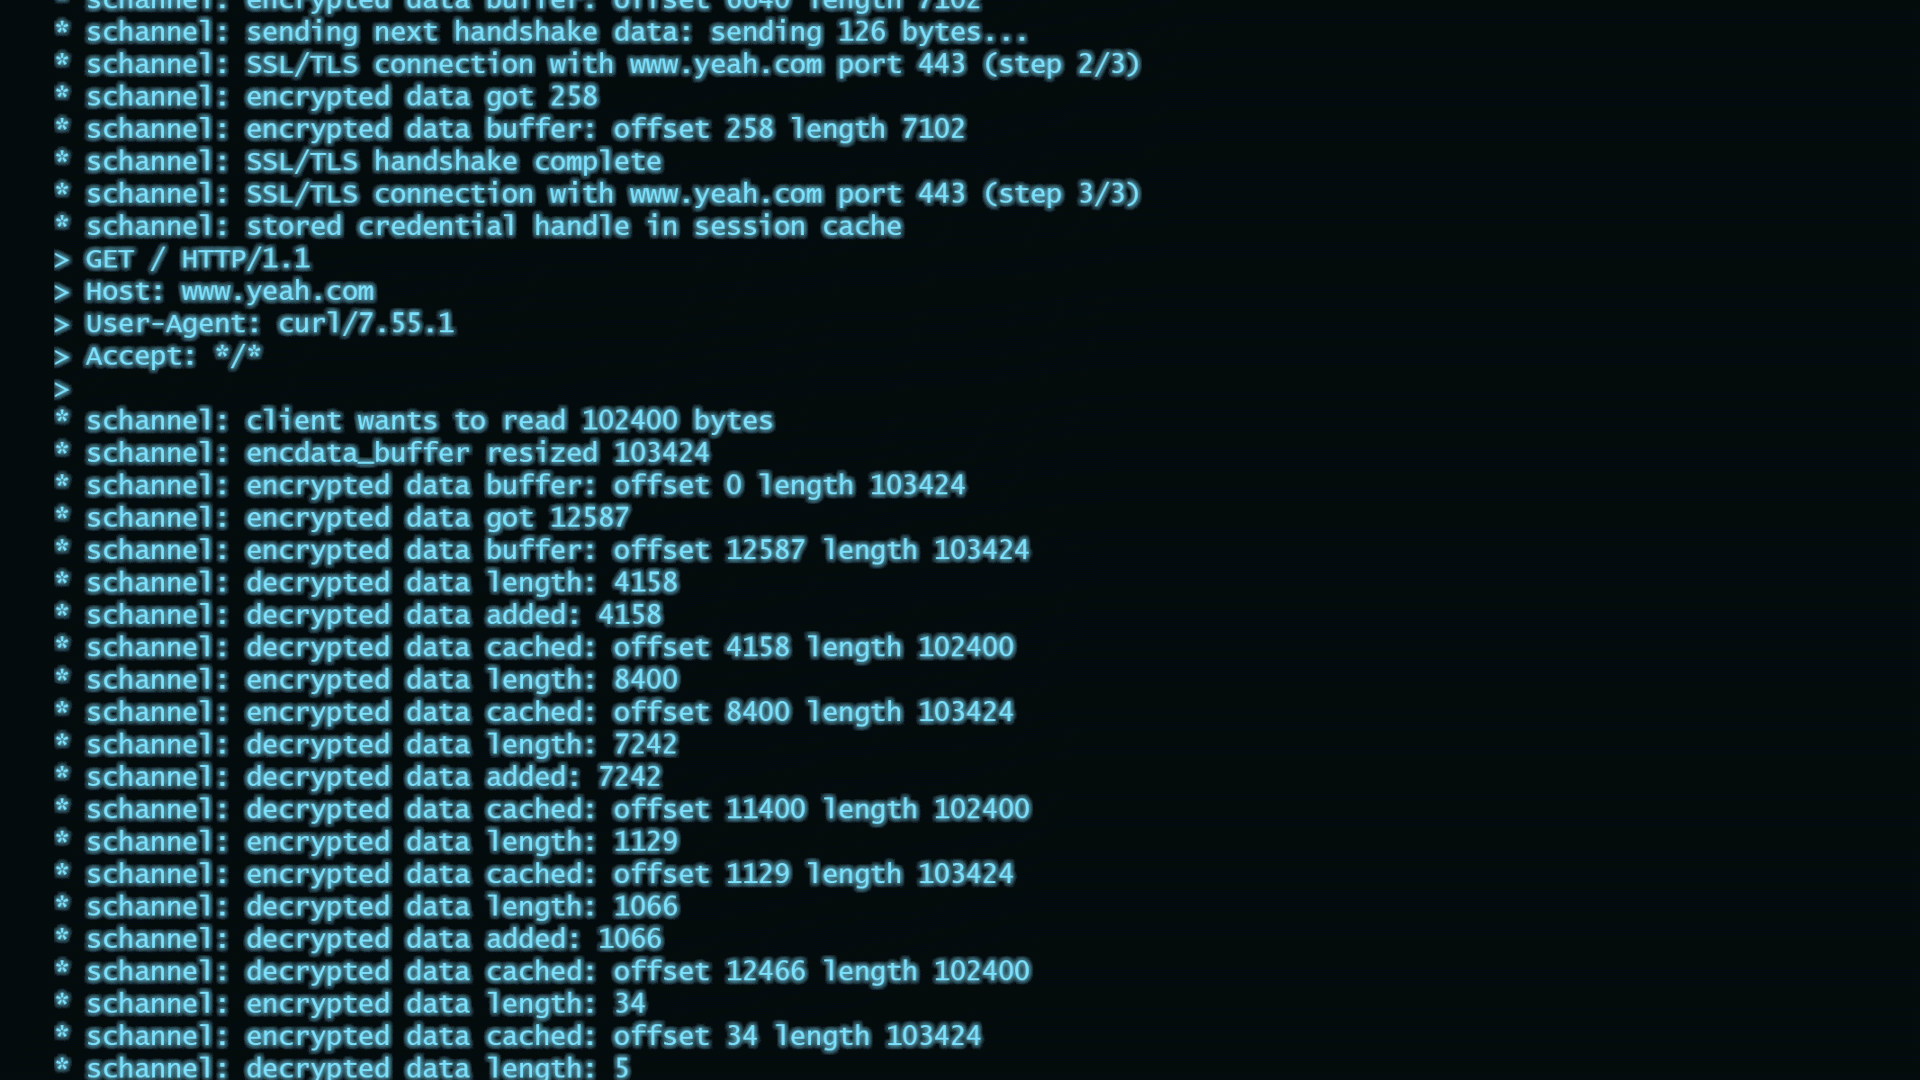 * schannel: encrypted data buffer: offset 6640 length 7102
* schannel: sending next handshake data: sending 126 bytes...
* schannel: SSL/TLS connection with www.yeah.com port 443 (step 2/3)
* schannel: encrypted data got 258
* schannel: encrypted data buffer: offset 258 length 7102
* schannel: SSL/TLS handshake complete
* schannel: SSL/TLS connection with www.yeah.com port 443 (step 3/3)
* schannel: stored credential handle in session cache
> GET / HTTP/1.1
> Host: www.yeah.com
> User-Agent: curl/7.55.1
> Accept: */*
>
* schannel: client wants to read 102400 bytes
* schannel: encdata_buffer resized 103424
* schannel: encrypted data buffer: offset 0 length 103424
* schannel: encrypted data got 12587
* schannel: encrypted data buffer: offset 12587 length 103424
* schannel: decrypted data length: 4158
* schannel: decrypted data added: 4158
* schannel: decrypted data cached: offset 4158 length 102400
* schannel: encrypted data length: 8400
* schannel: encrypted data cached: offset 8400 length 103424
* schannel: decrypted data length: 7242
* schannel: decrypted data added: 7242
* schannel: decrypted data cached: offset 11400 length 102400
* schannel: encrypted data length: 1129
* schannel: encrypted data cached: offset 1129 length 103424
* schannel: decrypted data length: 1066
* schannel: decrypted data added: 1066
* schannel: decrypted data cached: offset 12466 length 102400
* schannel: encrypted data length: 34
* schannel: encrypted data cached: offset 34 length 103424
* schannel: decrypted data length: 5